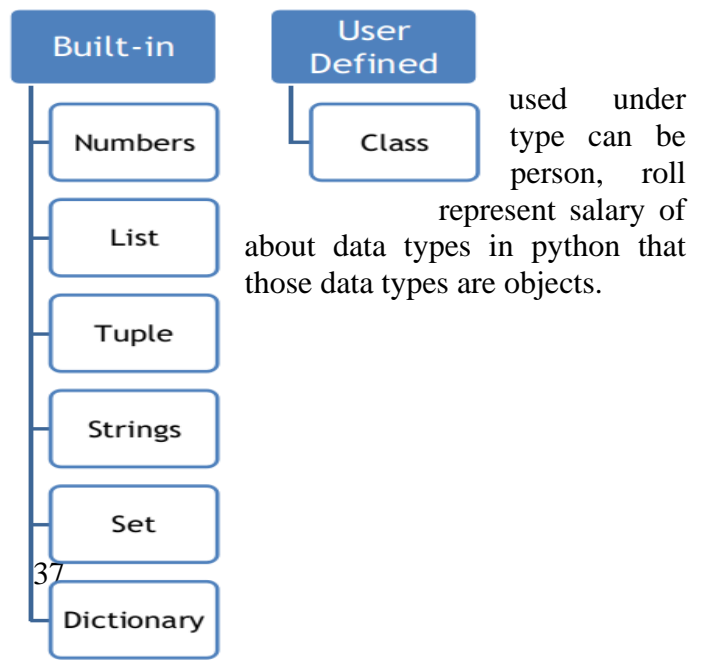 Built-in
Numbers
List
Tuple
Strings
Set
Dictionary
User
Defined
Class
used under
type can be
person, roll
represent salary of
about data types in python that
those data types are objects.
37